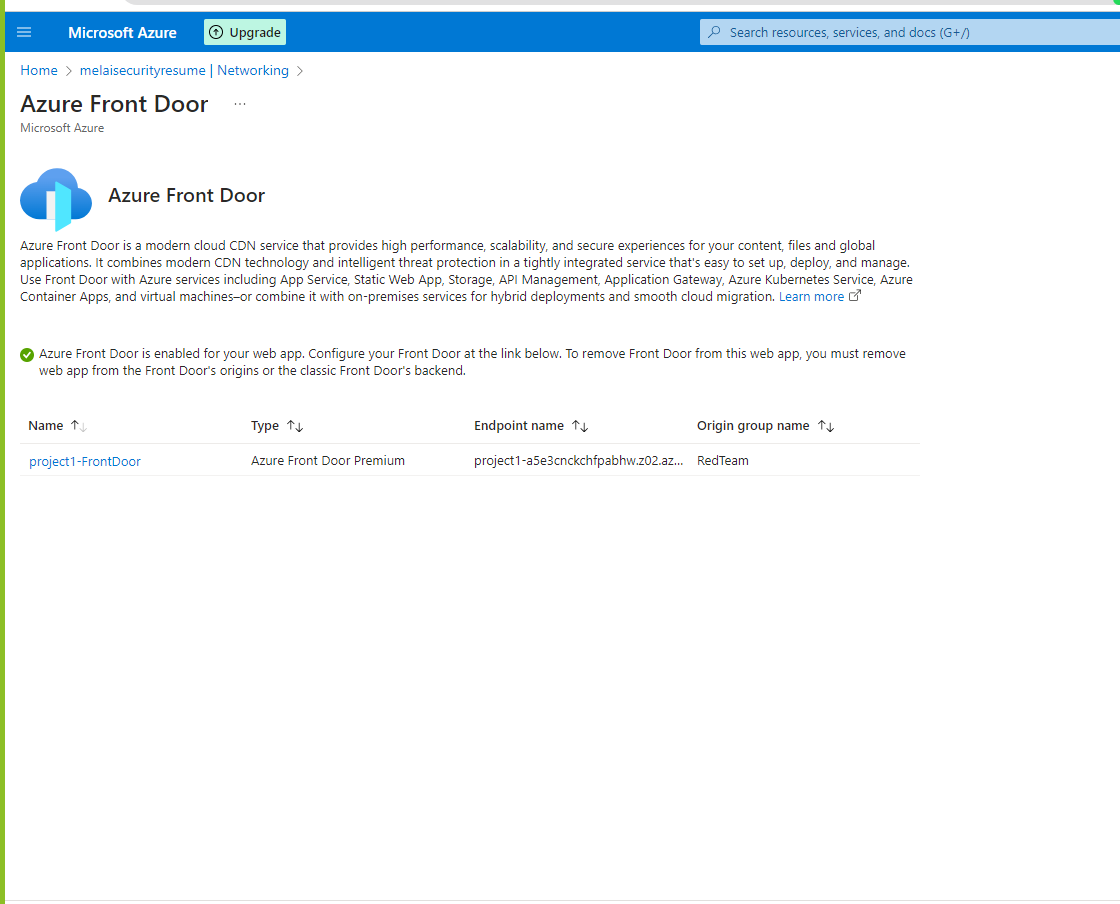 Microsoft Azure
Upgrade
Search resources, services, and docs (G+/)
Home > melaisecurityresume | Networking >
Azure Front Door ...
Microsoft Azure
Azure Front Door
Azure Front Door is a modern cloud CDN service that provides high performance, scalability, and secure experiences for your content, files and global
applications. It combines modern CDN technology and intelligent threat protection in a tightly integrated service that's easy to set up, deploy, and manage.
Use Front Door with Azure services including App Service, Static Web App, Storage, API Management, Application Gateway, Azure Kubernetes Service, Azure
Container Apps, and virtual machines–or combine it with on-premises services for hybrid deployments and smooth cloud migration. Learn more
Azure Front Door is enabled for your web app. Configure your Front Door at the link below. To remove Front Door from this web app, you must remove
web app from the Front Door's origins or the classic Front Door's backend.
Name Type Endpoint name Origin group name
project1-FrontDoor Azure Front Door Premium project1-a5e3cnckchfpabhw.z02.az... RedTeam